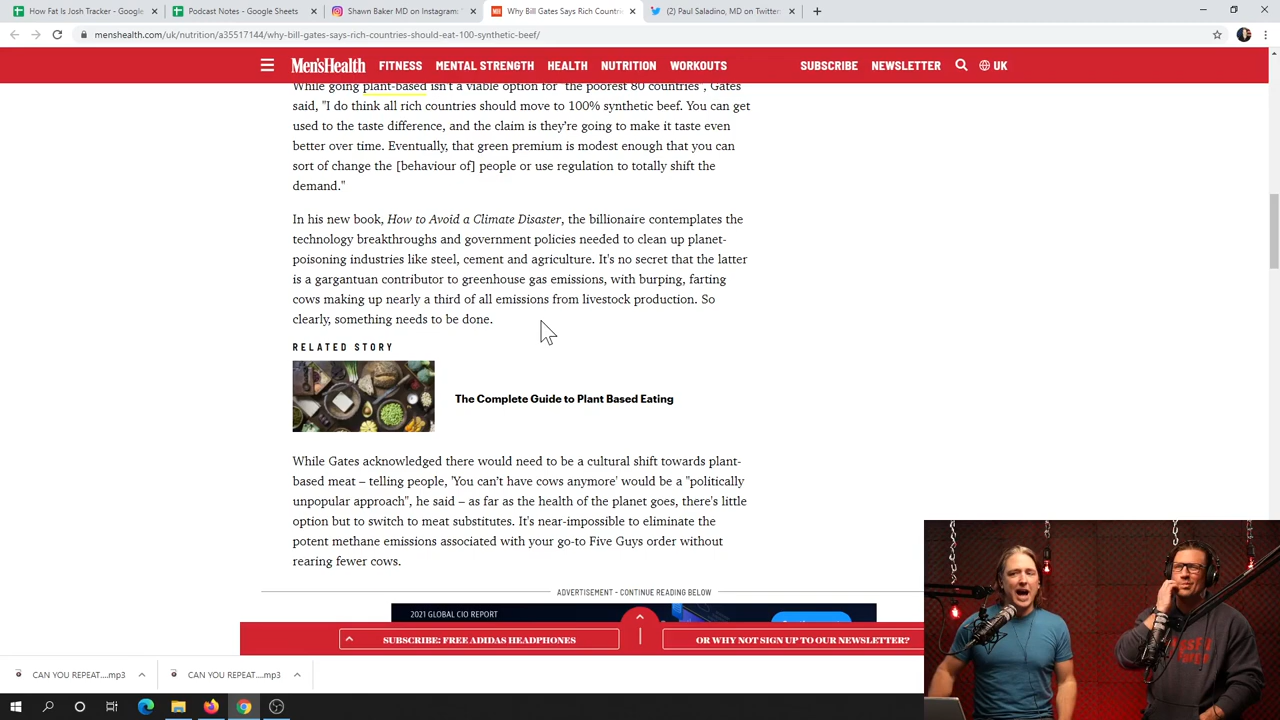 How Fat Is Josh Tracker - Google
Podcast Notes - Google Sheets
Shawn Baker MD on Instagram:
Why Bill Gates Says Rich Countri
(2) Paul Saladino, MD on Twitter:
menshealth.com/uk/nutrition/a35517144/why-bill-gates-says-rich-countries-should-eat-100-synthetic-beef/
Men'sHealth FITNESS MENTAL STRENGTH HEALTH NUTRITION WORKOUTS SUBSCRIBE NEWSLETTER UK
While going plant-based isn't a viable option for "the poorest 80 countries", Gates
said, "I do think all rich countries should move to 100% synthetic beef. You can get
used to the taste difference, and the claim is they're going to make it taste even
better over time. Eventually, that green premium is modest enough that you can
sort of change the [behaviour of] people or use regulation to totally shift the
demand."
In his new book, How to Avoid a Climate Disaster, the billionaire contemplates the
technology breakthroughs and government policies needed to clean up planet-
poisoning industries like steel, cement and agriculture. It's no secret that the latter
is a gargantuan contributor to greenhouse gas emissions, with burping, farting
cows making up nearly a third of all emissions from livestock production. So
clearly, something needs to be done.
RELATED STORY
The Complete Guide to Plant Based Eating
While Gates acknowledged there would need to be a cultural shift towards plant-
based meat – telling people, 'You can't have cows anymore' would be a "politically
unpopular approach", he said – as far as the health of the planet goes, there's little
option but to switch to meat substitutes. It's near-impossible to eliminate the
potent methane emissions associated with your go-to Five Guys order without
rearing fewer cows.
ADVERTISEMENT - CONTINUE READING BELOW
2021 GLOBAL CIO REPORT
SUBSCRIBE: FREE ADIDAS HEADPHONES
OR WHY NOT SIGN UP TO OUR NEWSLETTER?
CAN YOU REPEAT....mp3
CAN YOU REPEAT....mp3